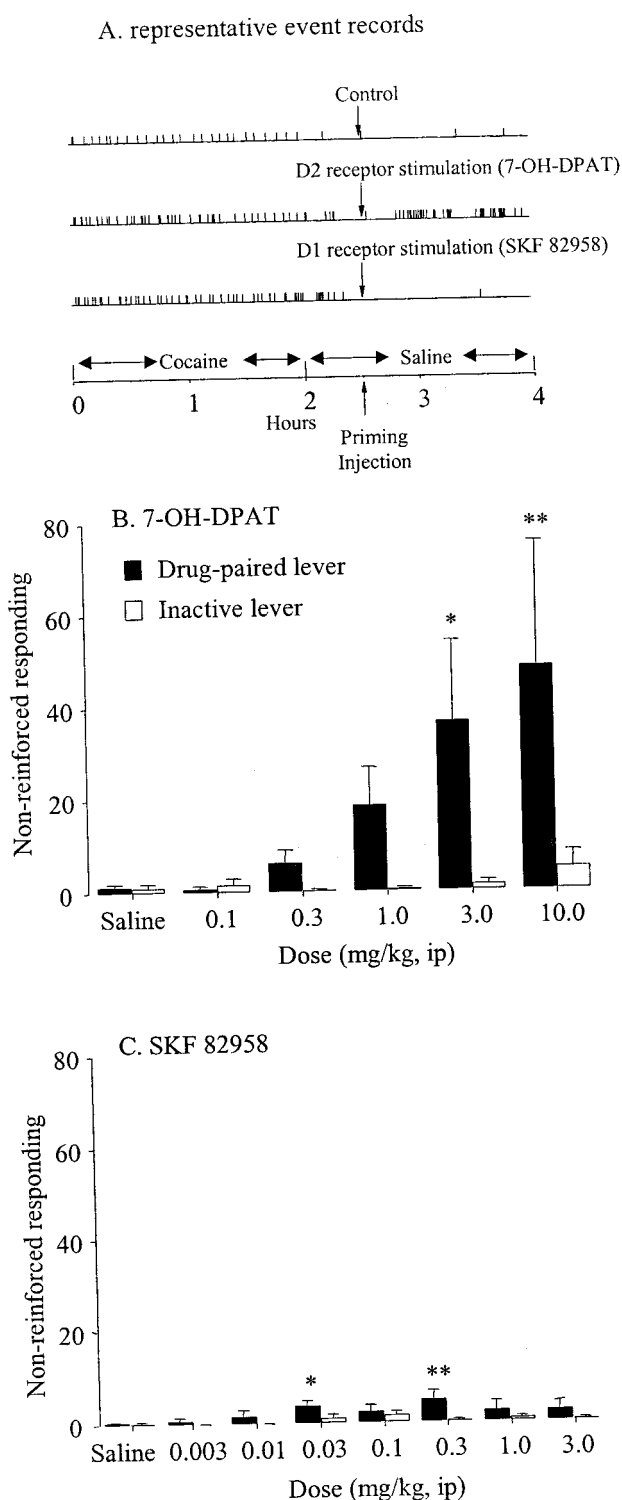 A. representative event records
Control
D2 receptor stimulation (7-OH-DPAT)
D1 receptor stimulation (SKF 82958)
Cocaine
Saline
0
1
2
3
4
Hours
Priming
Injection
B. 7-OH-DPAT
Drug-paired lever
Inactive lever
*
**
80
60
40
20
0
Non-reinforced responding
Saline
0.1
0.3
1.0
3.0
10.0
Dose (mg/kg, ip)
C. SKF 82958
*
**
80
60
40
20
0
Non-reinforced responding
Saline
0.003
0.01
0.03
0.1
0.3
1.0
3.0
Dose (mg/kg, ip)